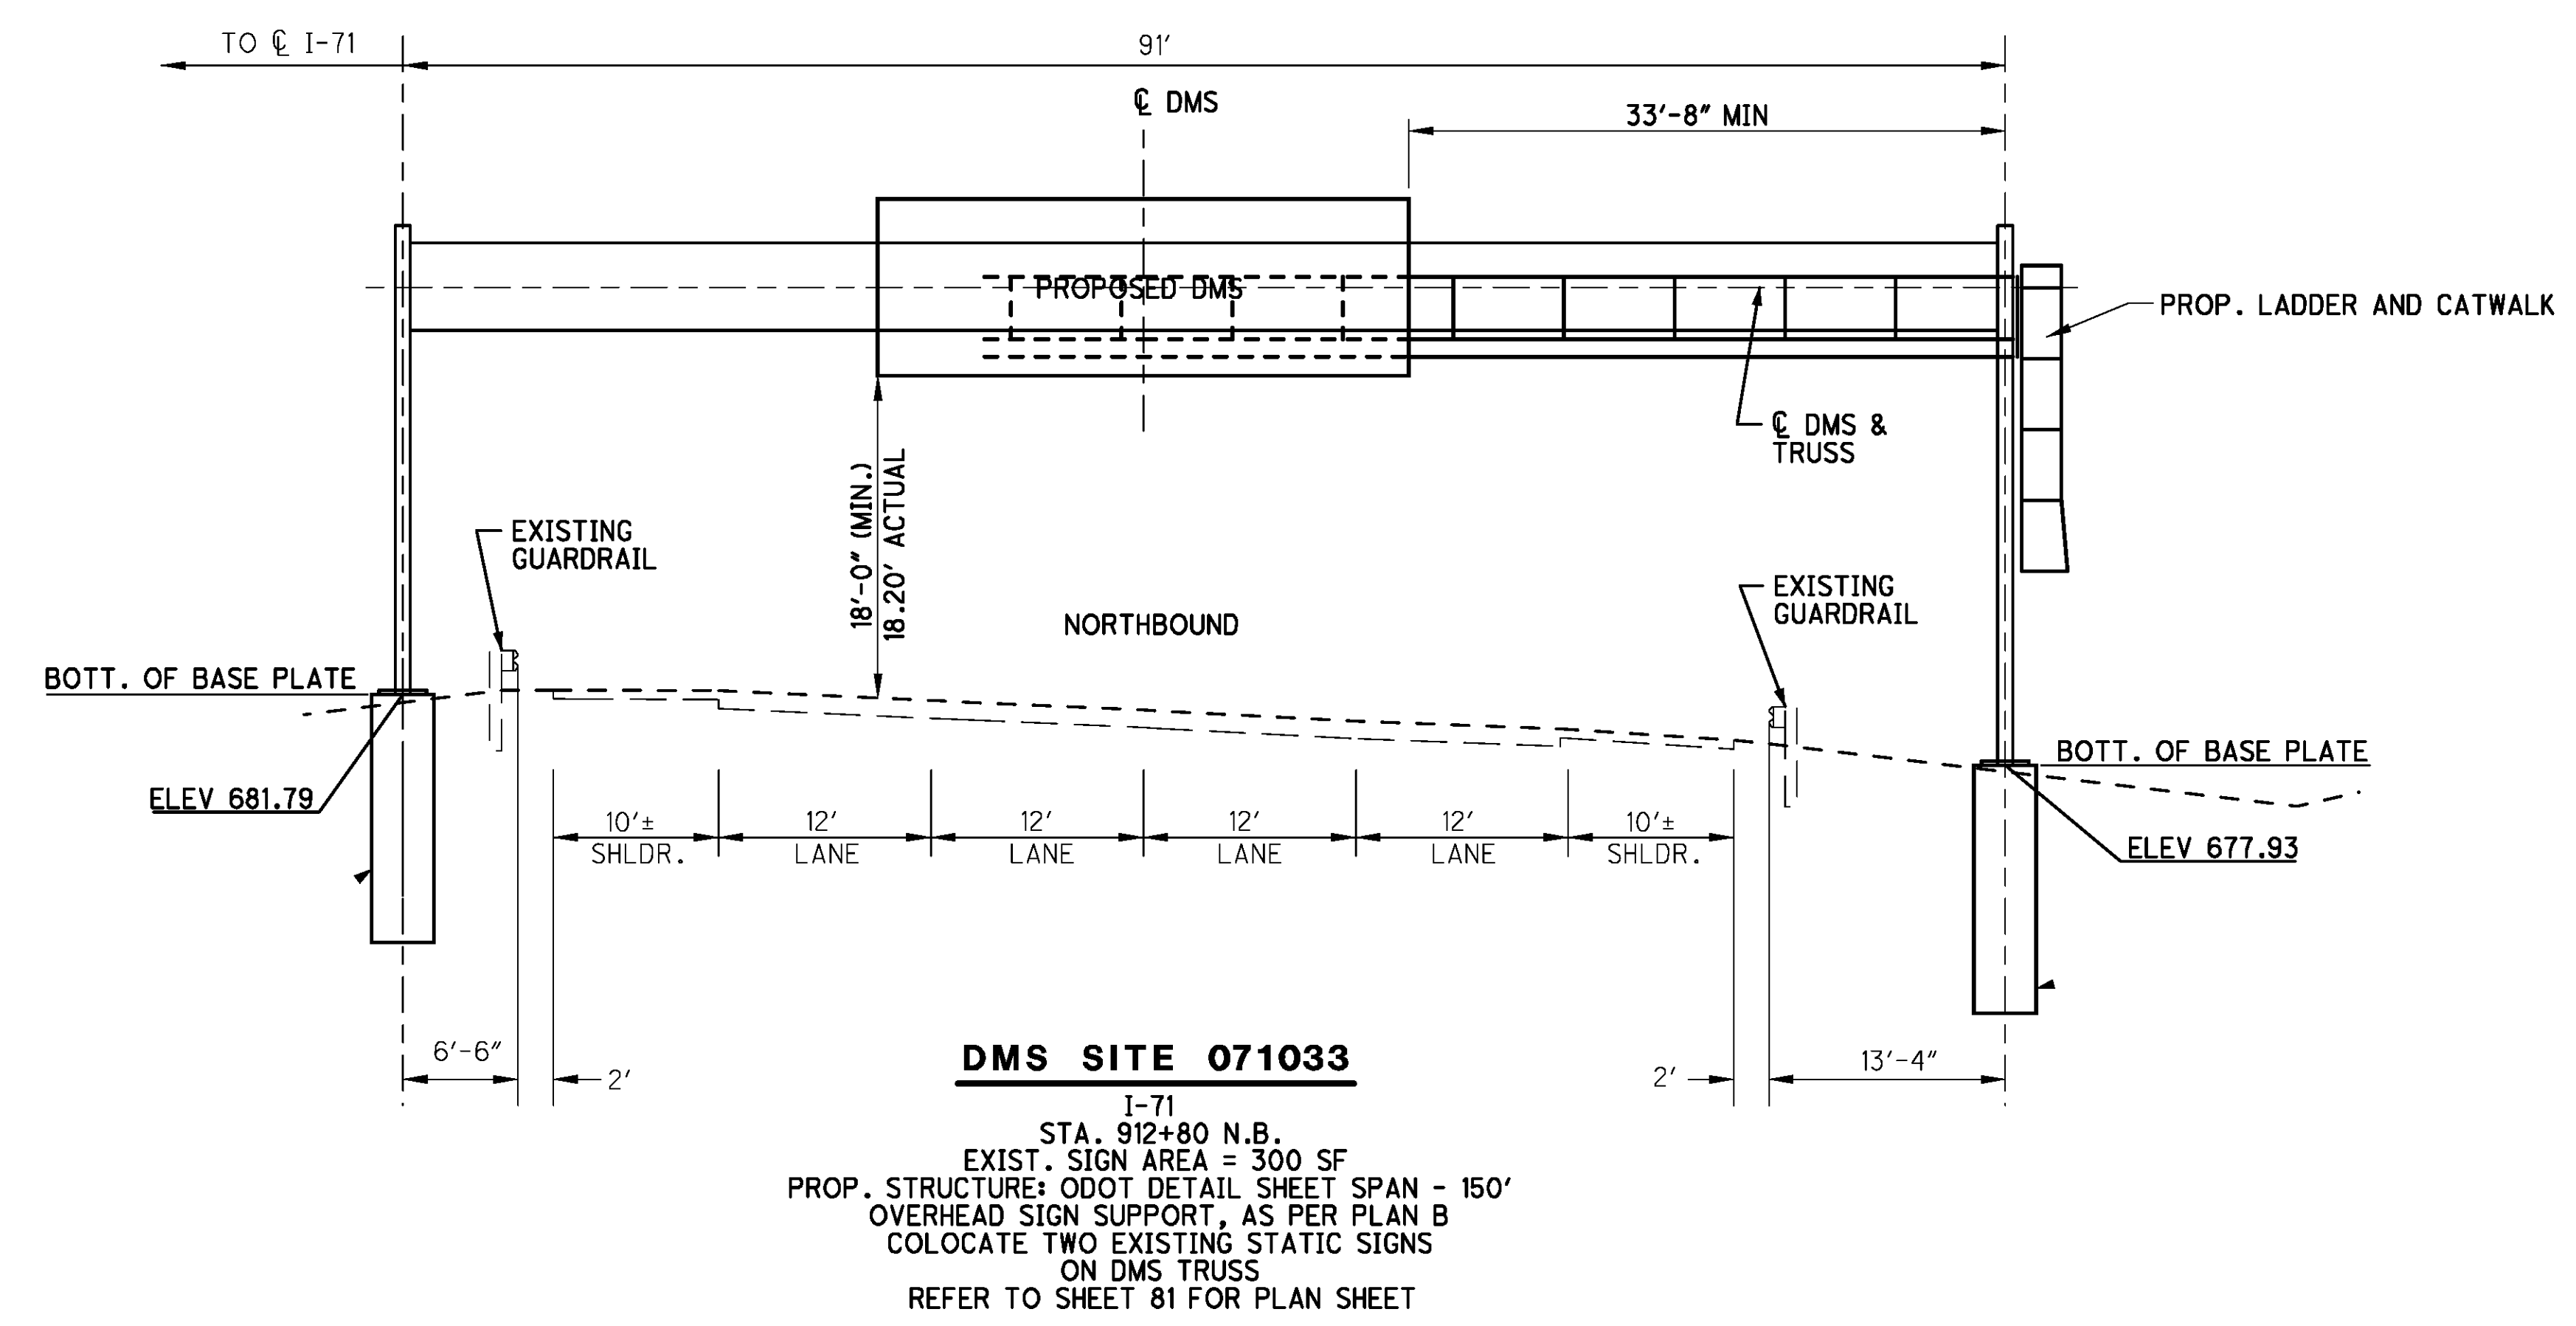 TO ℄ I-71
91'
℄ DMS
33'-8" MIN
PROPOSED DMS
PROP. LADDER AND CATWALK
℄ DMS &
TRUSS
18'-0" (MIN.)
18.20' ACTUAL
EXISTING
GUARDRAIL
EXISTING
GUARDRAIL
NORTHBOUND
BOTT. OF BASE PLATE
BOTT. OF BASE PLATE
ELEV 681.79
ELEV 677.93
10'±
SHLDR.
12'
LANE
12'
LANE
12'
LANE
12'
LANE
10'±
SHLDR.
6'-6"
2'
2'
13'-4"
DMS SITE 071033
I-71
STA. 912+80 N.B.
EXIST. SIGN AREA = 300 SF
PROP. STRUCTURE: ODOT DETAIL SHEET SPAN - 150'
OVERHEAD SIGN SUPPORT, AS PER PLAN B
COLOCATE TWO EXISTING STATIC SIGNS
ON DMS TRUSS
REFER TO SHEET 81 FOR PLAN SHEET